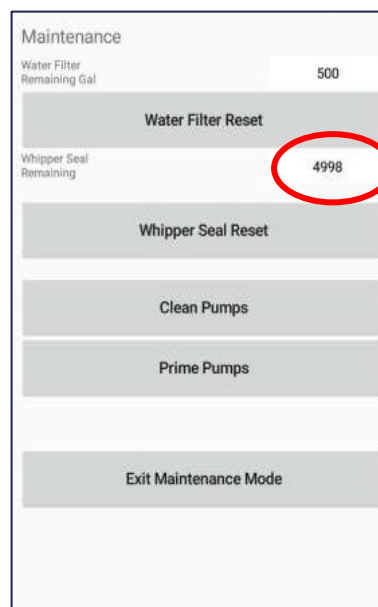 Maintenance
Water Filter
Remaining Gal
500
Water Filter Reset
Whipper Seal
Remaining
4998
Whipper Seal Reset
Clean Pumps
Prime Pumps
Exit Maintenance Mode